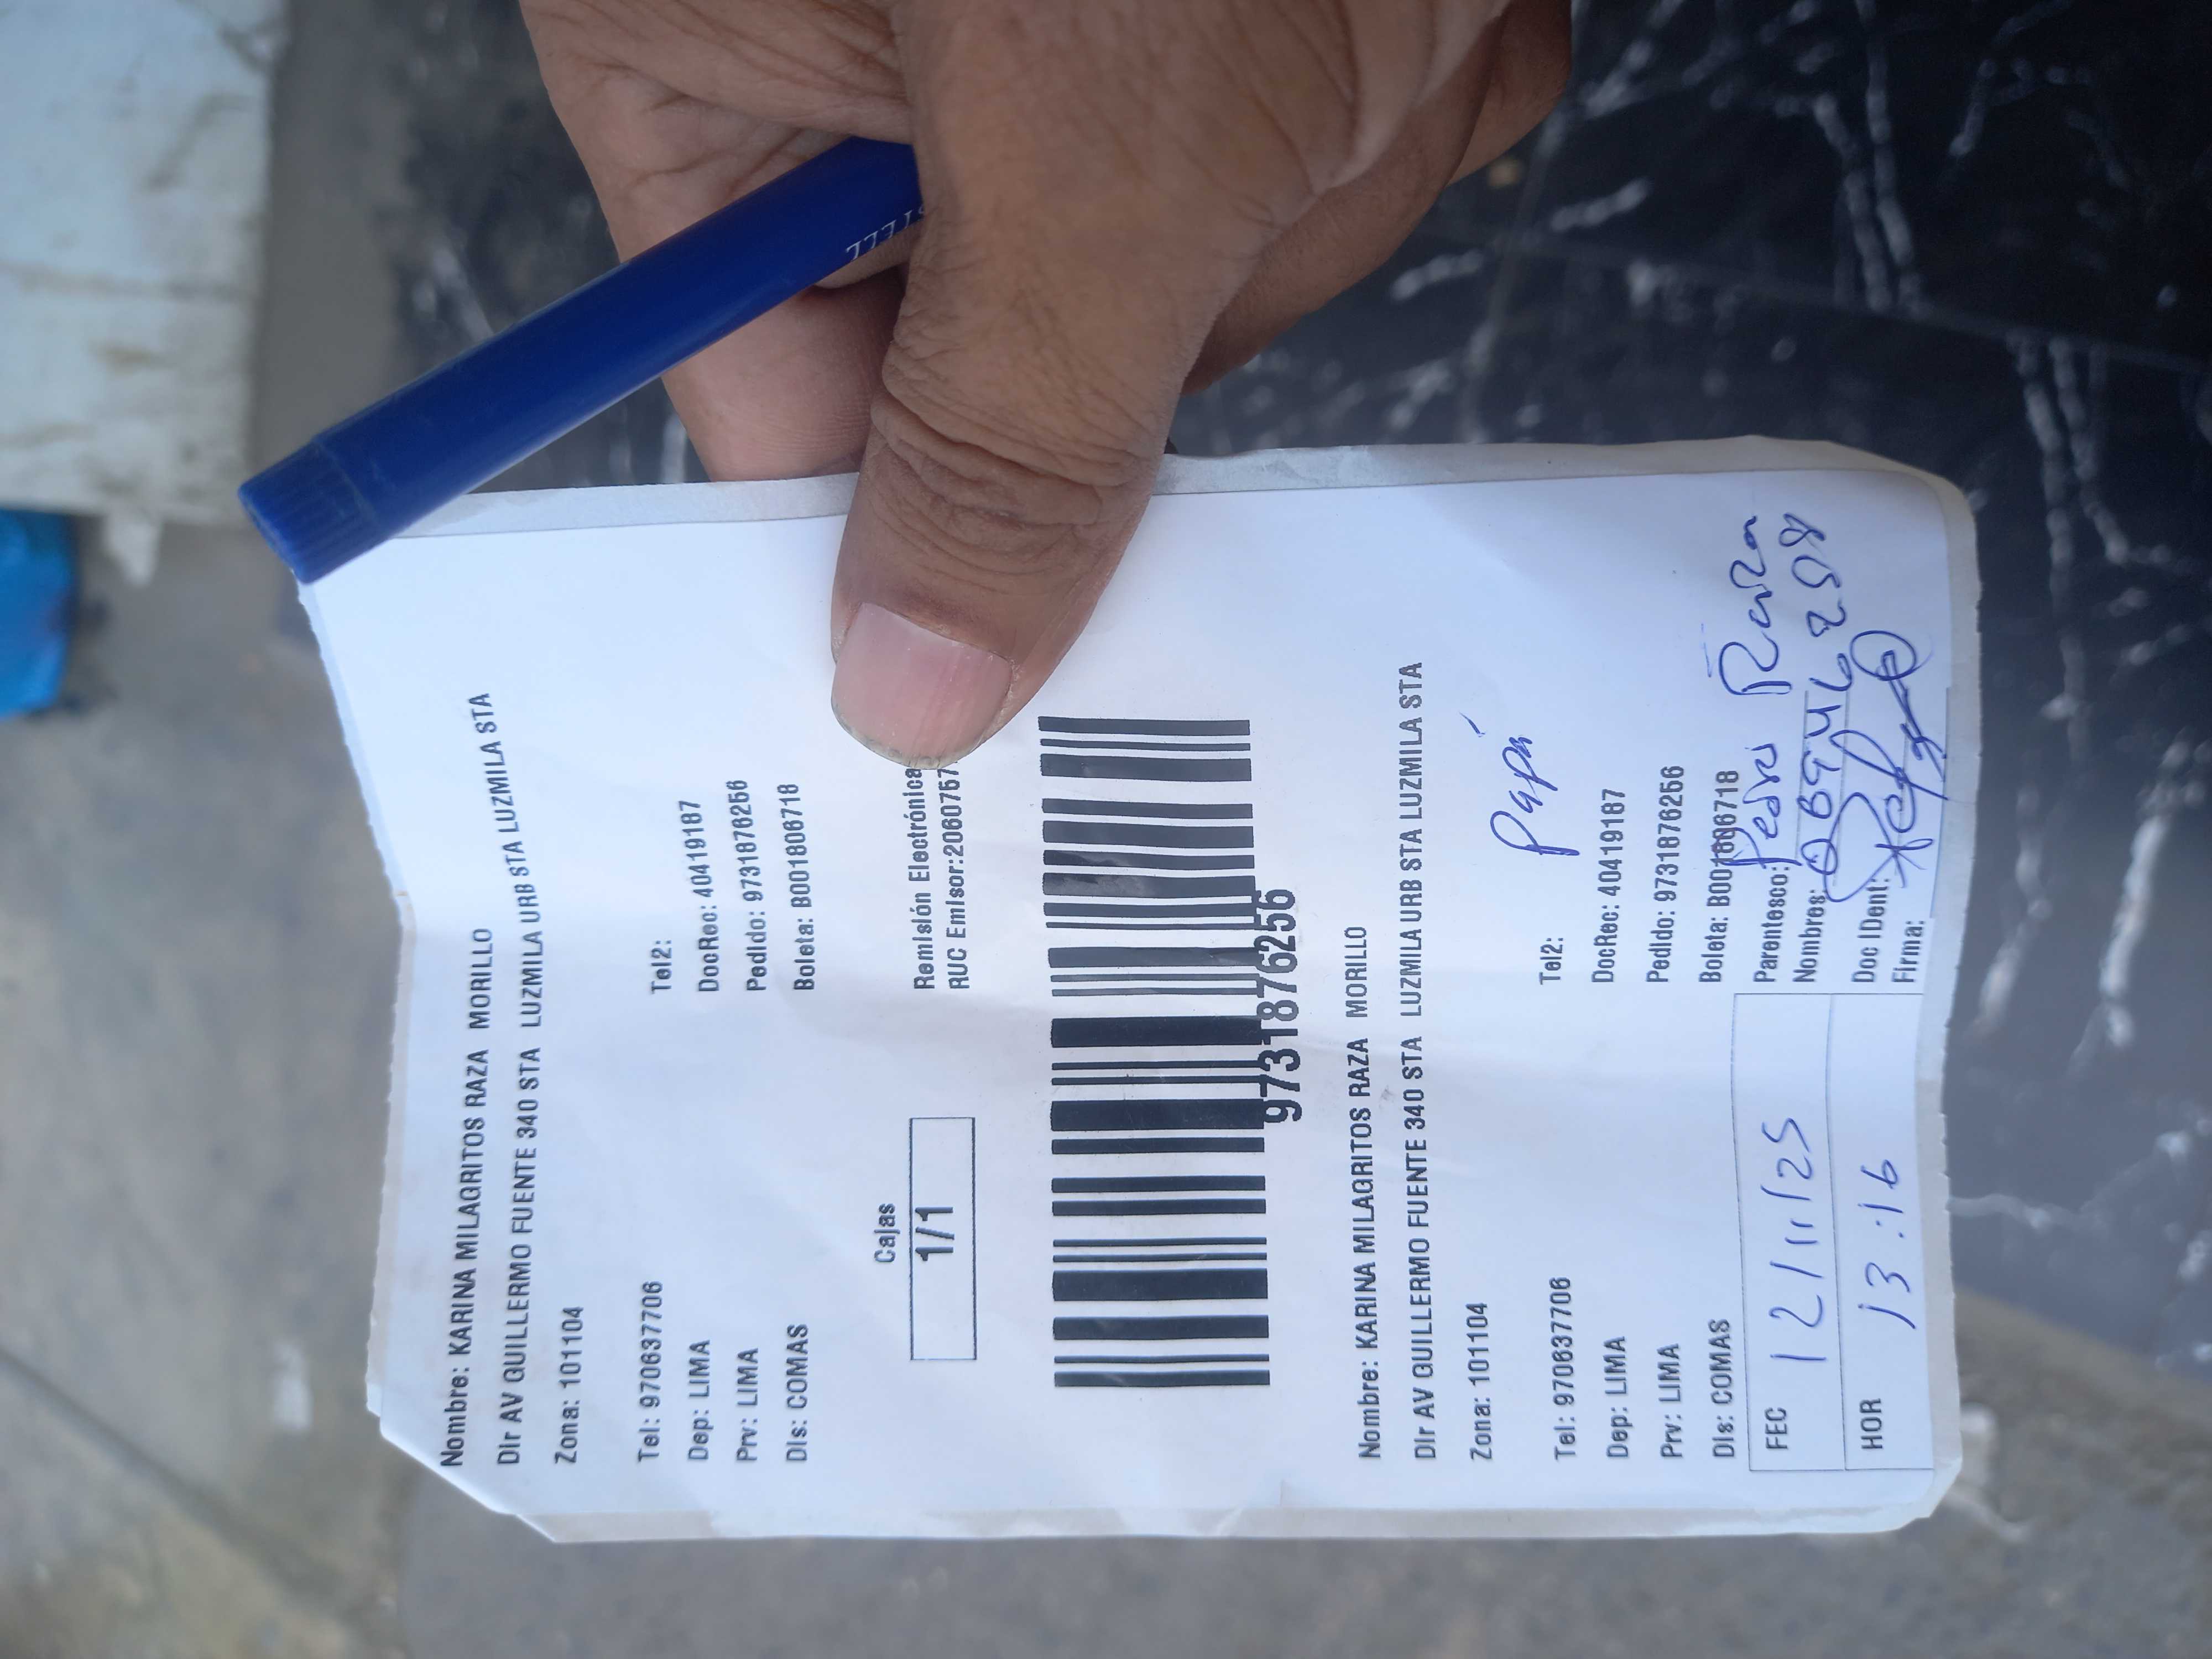 STELL
Nombre: KARINA MILAGRITOS RAZA MORILLO
Dir AV GUILLERMO FUENTE 340 STA LUZMILA URB STA LUZMILA STA
Zona: 101104
Tel: 970637706 Tel2:
Dep: LIMA DocRec: 40419187
Prv: LIMA Pedido: 97318762​56
Dis: COMAS Boleta: B001806718
Cajas
1/1
Remisión Electrónica
RUC Emisor:2060757
9731876256
Nombre: KARINA MILAGRITOS RAZA MORILLO
Dir AV GUILLERMO FUENTE 340 STA LUZMILA URB STA LUZMILA STA
Zona: 101104
Papá
Tel: 970637706 Tel2:
Dep: LIMA DocRec: 40419187
Prv: LIMA Pedido: 9731876256
Dis: COMAS Boleta: B001806718
FEC 12/11/25
HOR 13:16
Parentesco:
Nombres: Pedro Raza
Doc IDent:
Firma: